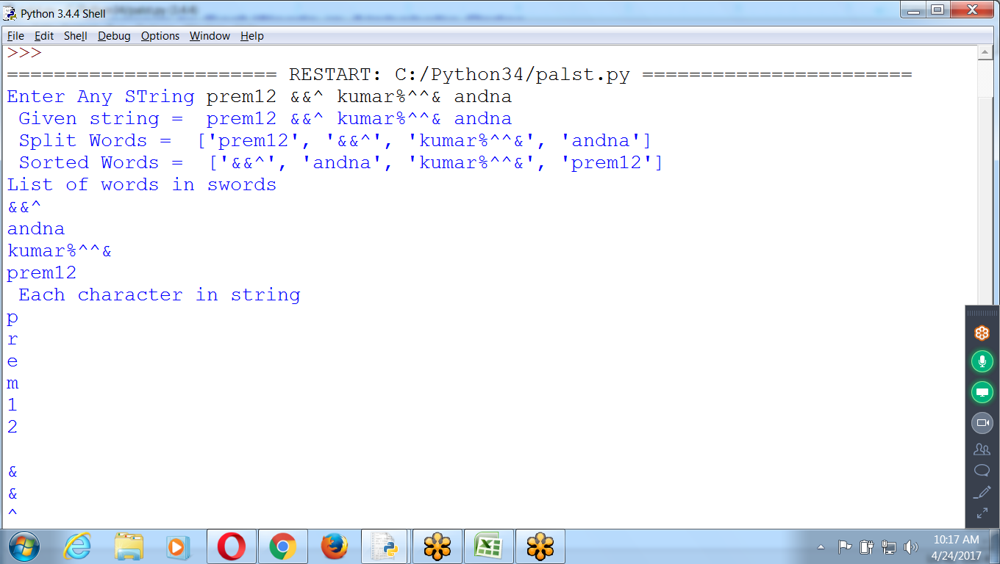 Python 3.4.4 Shell
File Edit Shell Debug Options Window Help
>>>
======================= RESTART: C:/Python34/palst.py =======================
Enter Any STring prem12 &&^ kumar%^^& andna
Given string =  prem12 &&^ kumar%^^& andna
Split Words =  ['prem12', '&&^', 'kumar%^^&', 'andna']
Sorted Words =  ['&&^', 'andna', 'kumar%^^&', 'prem12']
List of words in swords
&&^
andna
kumar%^^&
prem12
Each character in string
p
r
e
m
1
2
&
&
^
10:17 AM
4/24/2017